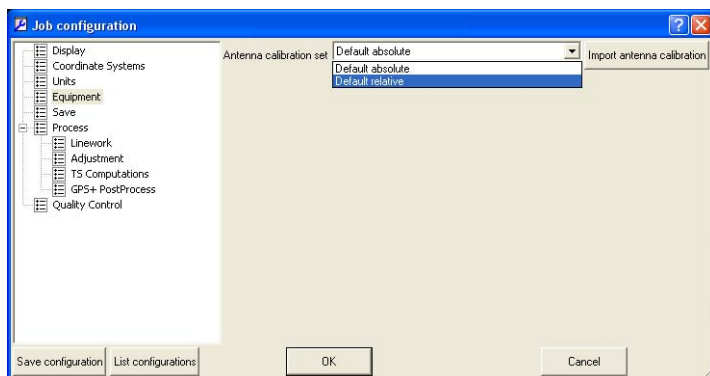 Job configuration
Display
Coordinate Systems
Units
Equipment
Save
Process
Linework
Adjustment
TS Computations
GPS+ PostProcess
Quality Control
Antenna calibration set
Default absolute
Default absolute
Default relative
Import antenna calibration
Save configuration
List configurations
OK
Cancel